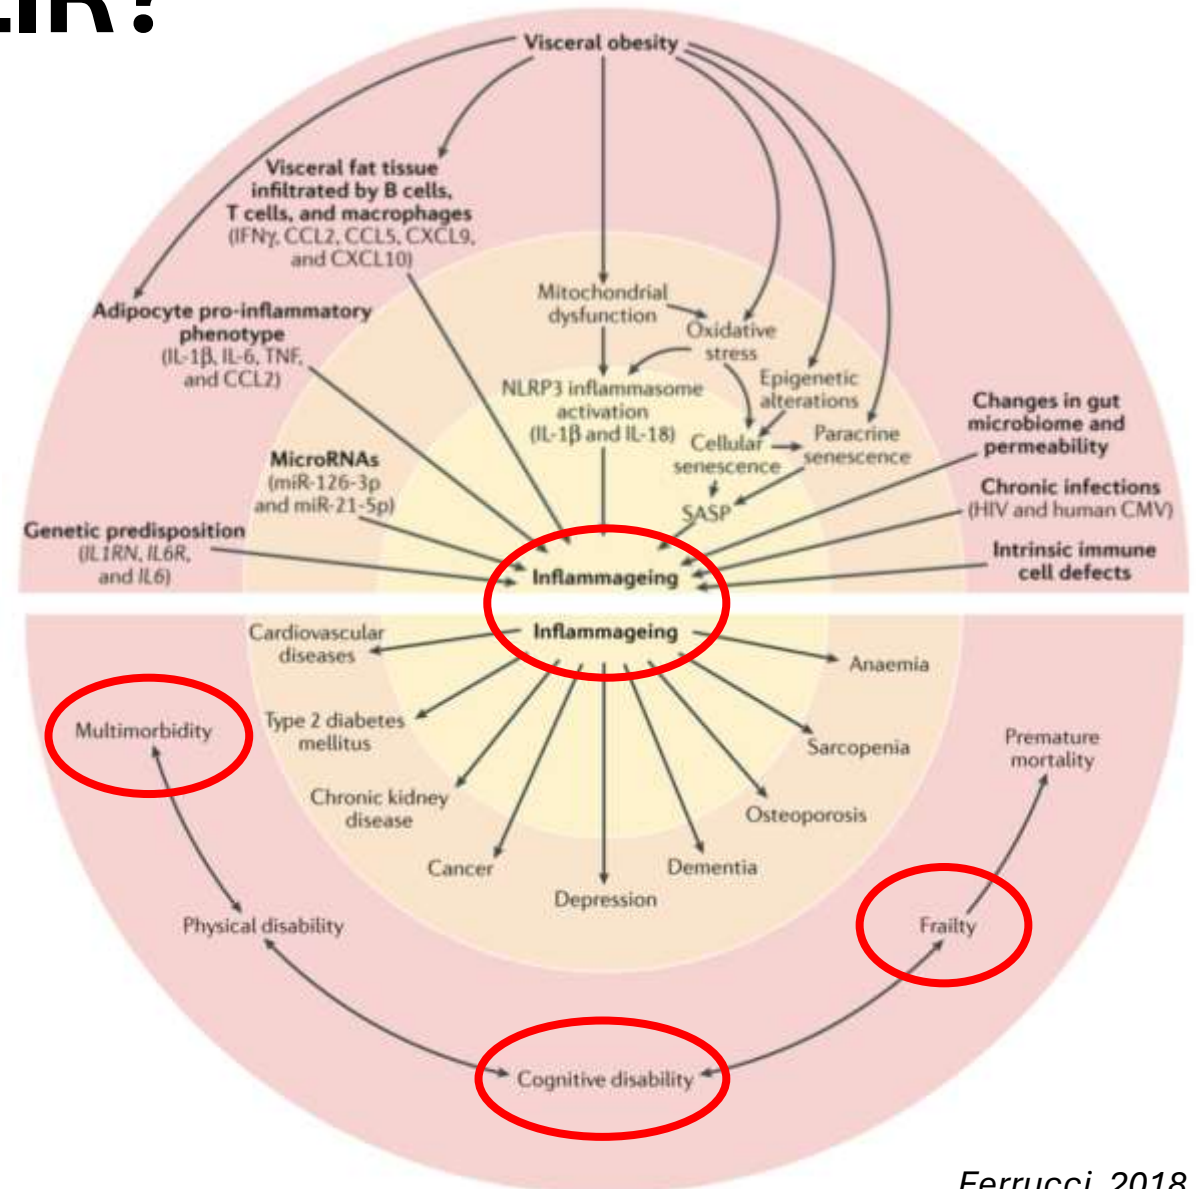 Visceral obesity
Visceral fat tissue
infiltrated by B cells,
T cells, and macrophages
(IFNγ, CCL2, CCL5, CXCL9,
and CXCL10)
Adipocyte pro-inflammatory
phenotype
(IL-1β, IL-6, TNF,
and CCL2)
Mitochondrial
dysfunction
Oxidative
stress
NLRP3 inflammasome
activation
(IL-1β and IL-18)
Epigenetic
alterations
Cellular
senescence
Paracrine
senescence
SASP
Changes in gut
microbiome and
permeability
MicroRNAs
(miR-126-3p
and miR-21-5p)
Chronic infections
(HIV and human CMV)
Genetic predisposition
(IL1RN, IL6R,
and IL6)
Intrinsic immune
cell defects
Inflammageing
Inflammageing
Cardiovascular
diseases
Anaemia
Type 2 diabetes
mellitus
Sarcopenia
Multimorbidity
Premature
mortality
Chronic kidney
disease
Osteoporosis
Cancer
Dementia
Depression
Physical disability
Frailty
Cognitive disability
Ferrucci, 2018